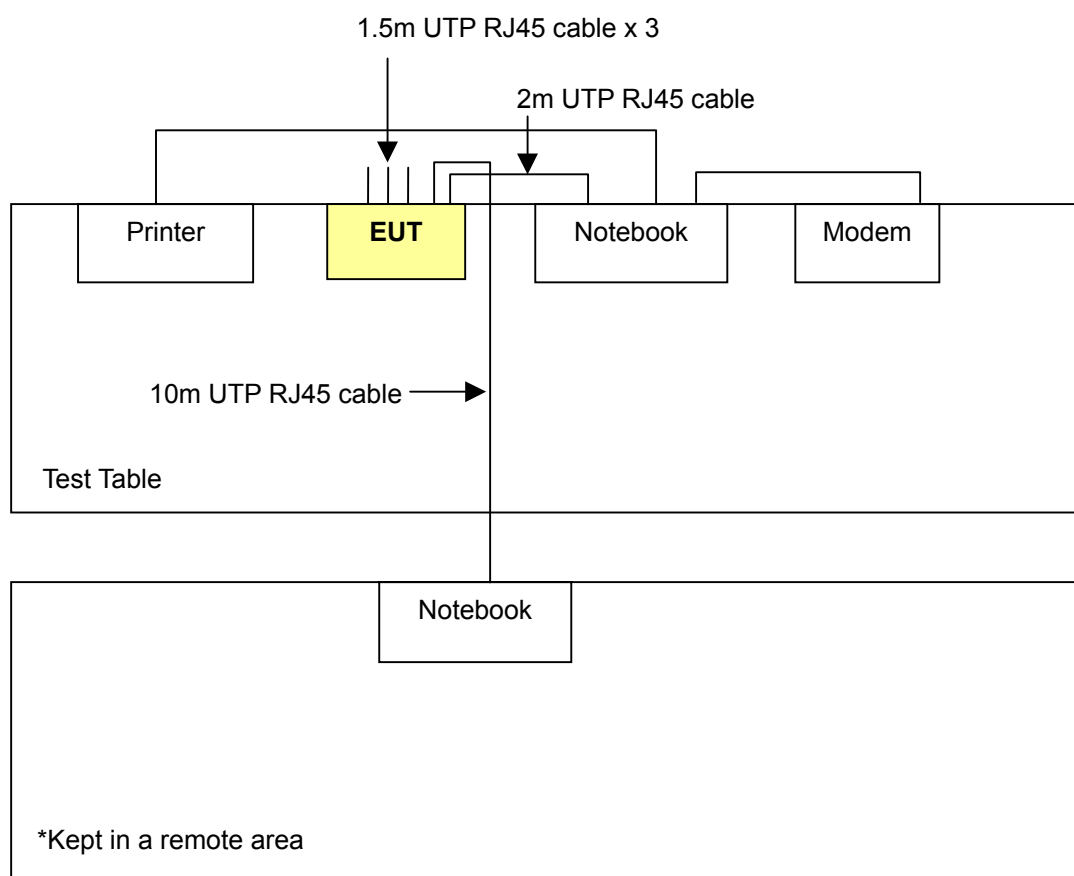 1.5m UTP RJ45 cable x 3
2m UTP RJ45 cable
Printer
EUT
Notebook
Modem
10m UTP RJ45 cable
Test Table
Notebook
*Kept in a remote area